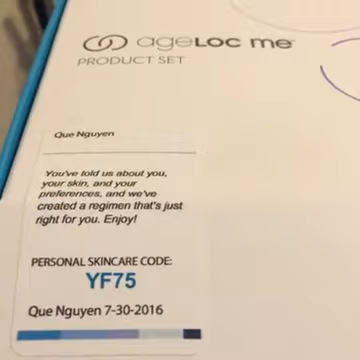 ageLOC me
PRODUCT SET
Que Nguyen
You've told us about you,
your skin, and your
preferences, and we've
created a regimen that's just
right for you. Enjoy!
PERSONAL SKINCARE CODE:
YF75
Que Nguyen 7-30-2016